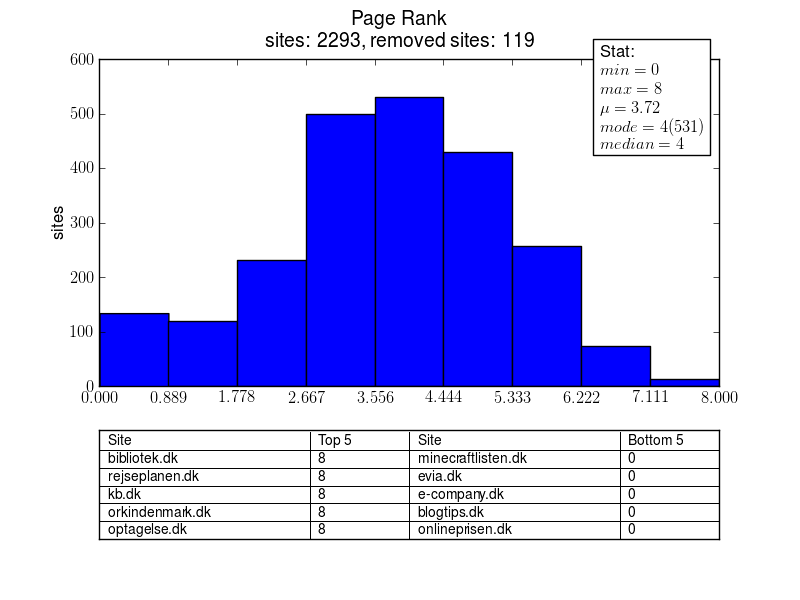 Page Rank
sites: 2293, removed sites: 119
Stat:
min = 0
max = 8
μ = 3.72
mode = 4(531)
median = 4
600
500
400
300
200
100
0
sites
0.000 0.889 1.778 2.667 3.556 4.444 5.333 6.222 7.111 8.000
Site Top 5 Site Bottom 5
bibliotek.dk 8 minecraftlisten.dk 0
rejseplanen.dk 8 evia.dk 0
kb.dk 8 e-company.dk 0
orkindenmark.dk 8 blogtips.dk 0
optagelse.dk 8 onlineprisen.dk 0